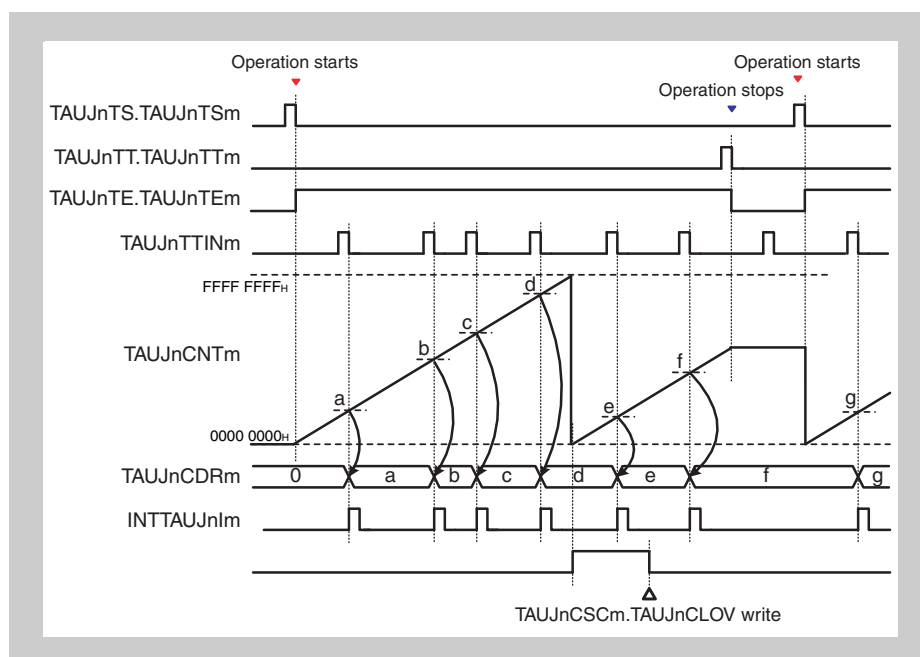 Operation starts
Operation starts
Operation stops
TAUJnTS.TAUJnTSm
TAUJnTT.TAUJnTTm
TAUJnTE.TAUJnTEm
TAUJnTTINm
FFFF FFFFH
d
c
TAUJnCNTm
b
f
a
e
g
0000 0000H
TAUJnCDRm
0 a b c d e f g
INTTAUJnIm
TAUJnCSCm.TAUJnCLOV write